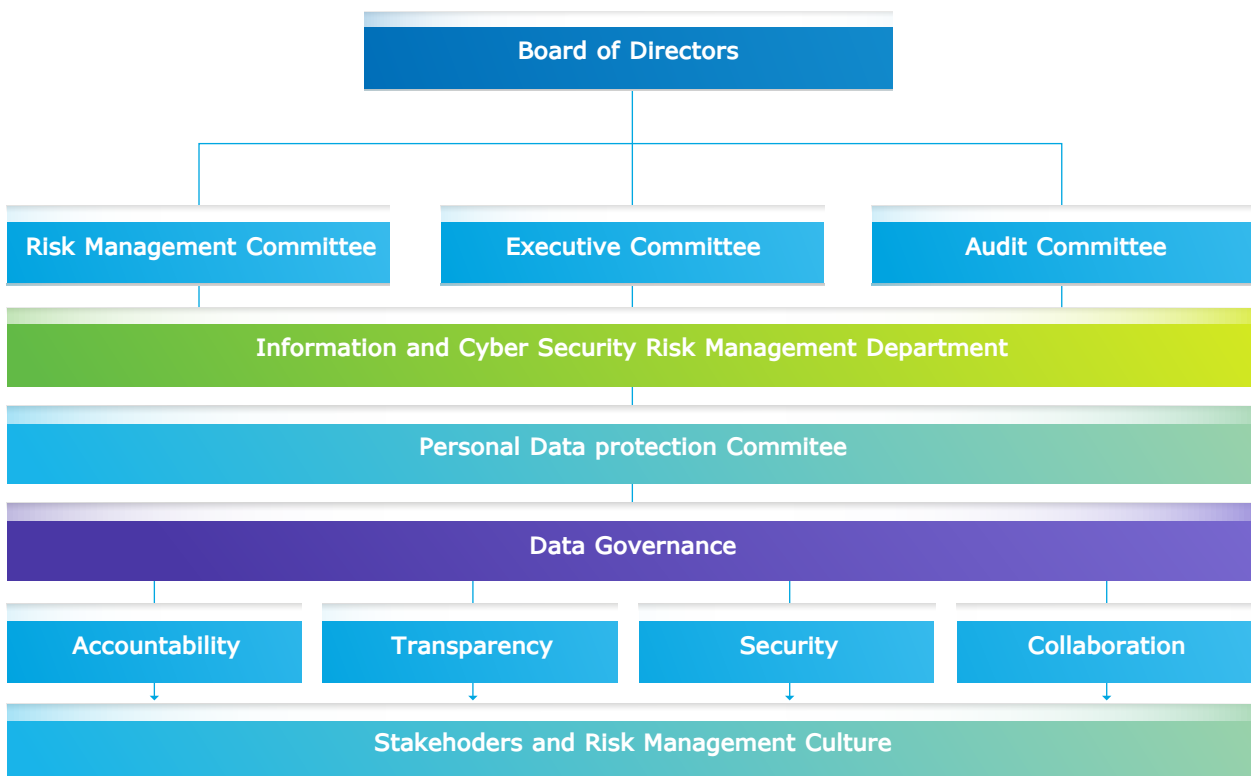 Board of Directors
Risk Management Committee
Executive Committee
Audit Committee
Information and Cyber Security Risk Management Department
Personal Data protection Commitee
Data Governance
Accountability
Transparency
Security
Collaboration
Stakehoders and Risk Management Culture